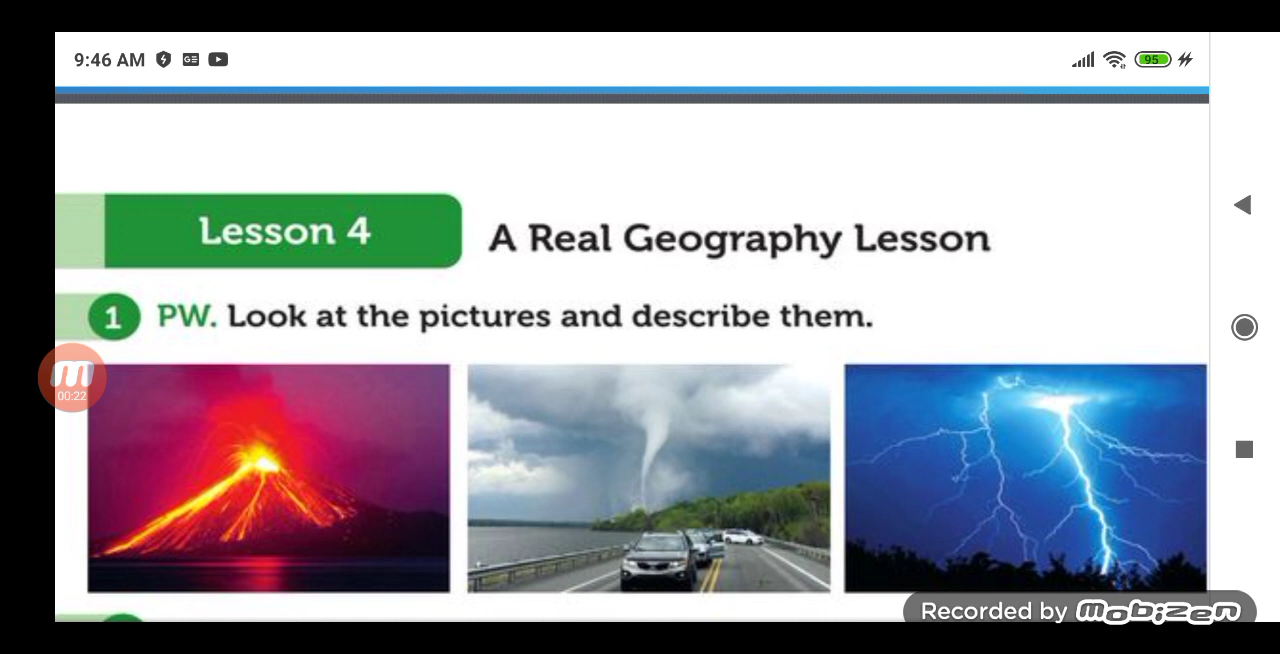 9:46 AM
GE
95
Lesson 4
A Real Geography Lesson
1 PW. Look at the pictures and describe them.
00:22
Recorded by mobizen